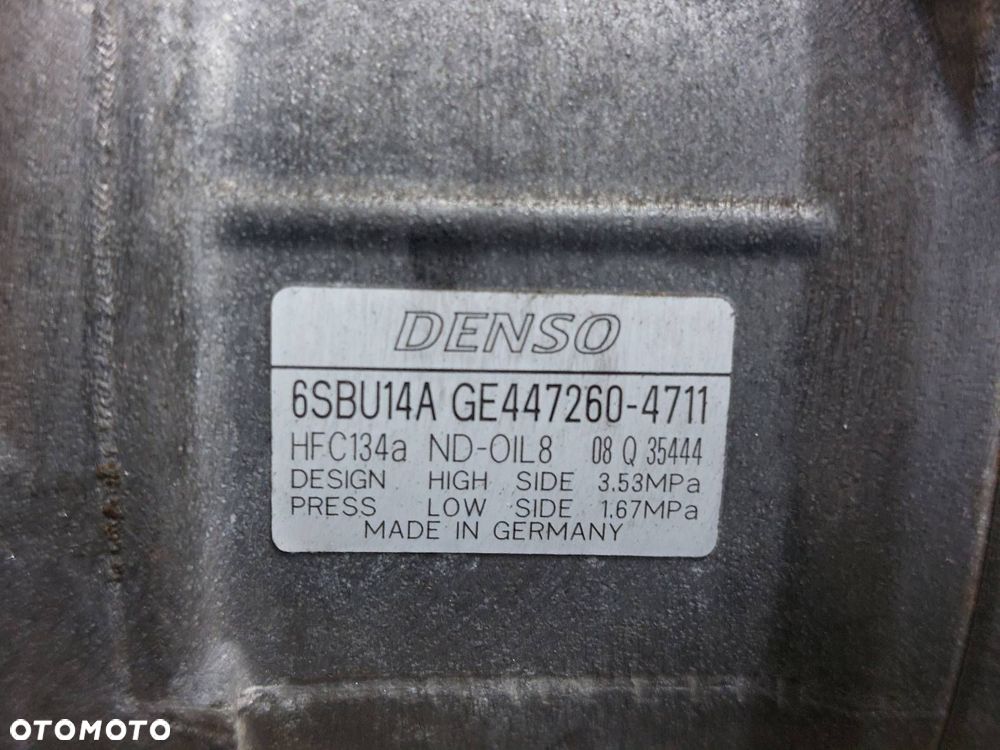 DENSO
6SBU14A GE447260-4711
HFC134a ND-OIL8 08 Q 35444
DESIGN HIGH SIDE 3.53MPa
PRESS LOW SIDE 1.67MPa
MADE IN GERMANY
OTOMOTO